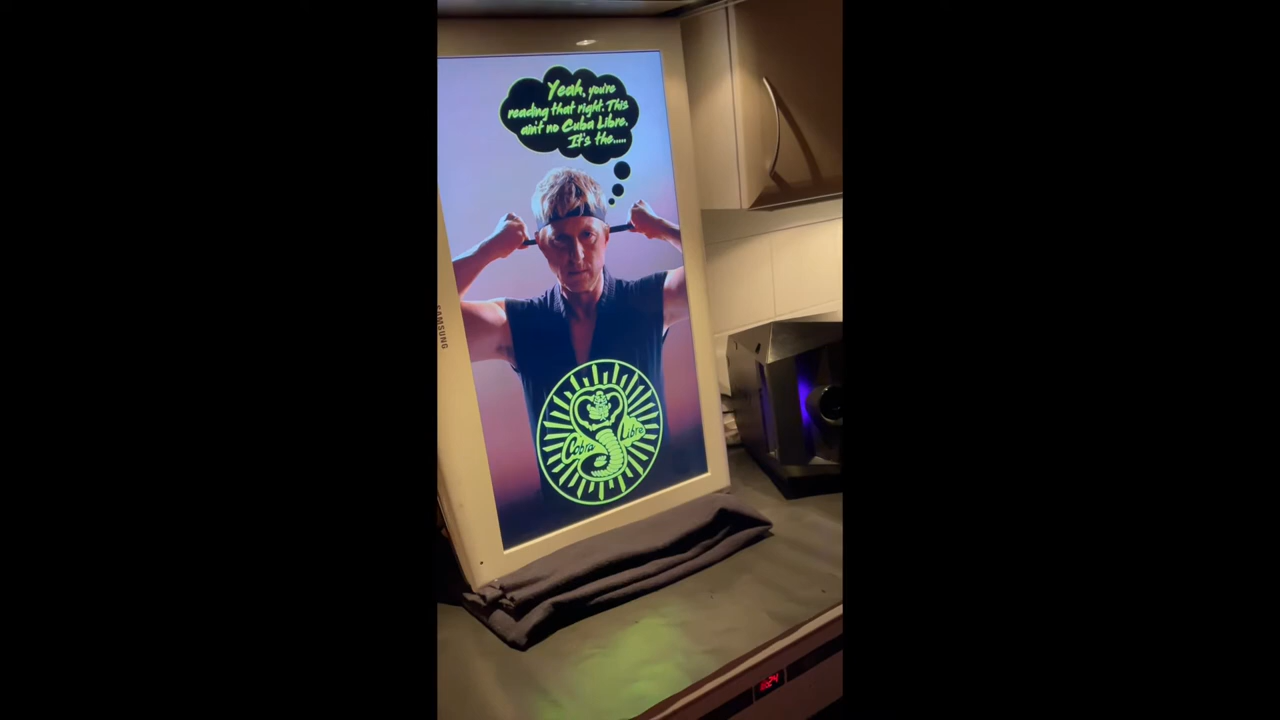 Yeah, you're
reading that right. This
ain't no Cuba Libre.
It's the.....
SAMSUNG
Cobra Libre